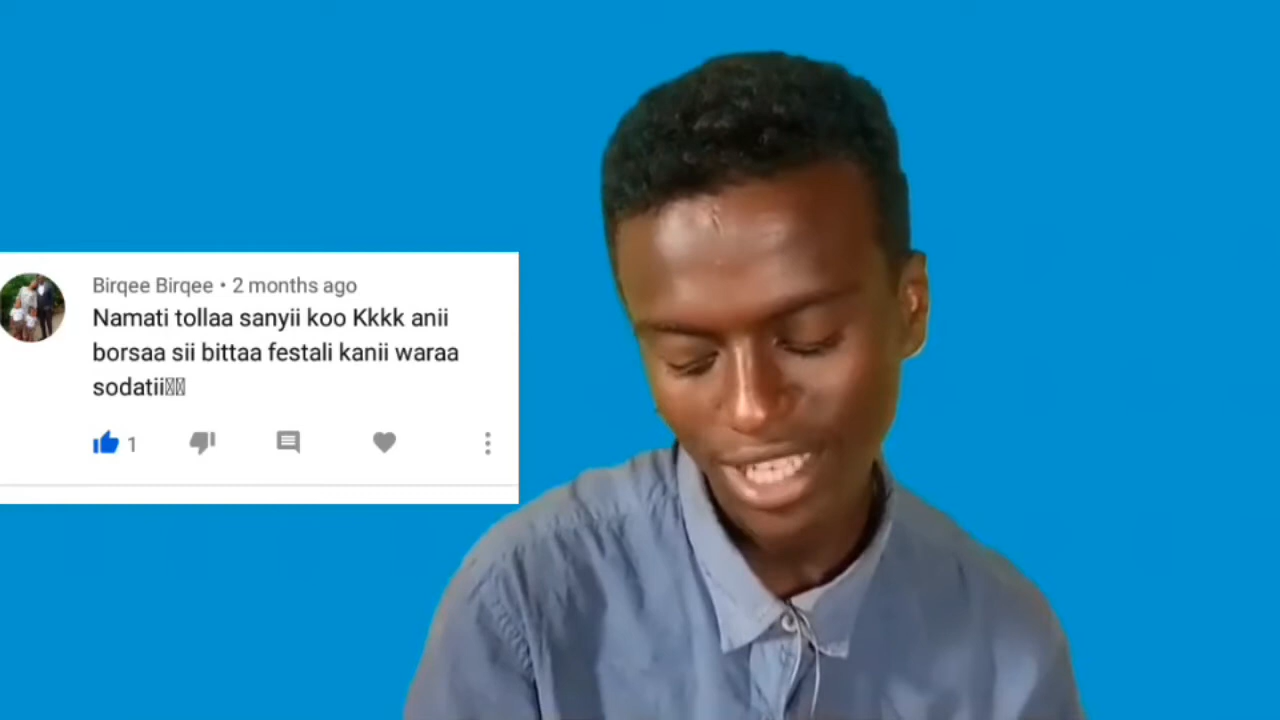 Birqee Birqee • 2 months ago
Namati tollaa sanyii koo Kkkk anii
borsaa sii bittaa festali kanii waraa
sodatii
1